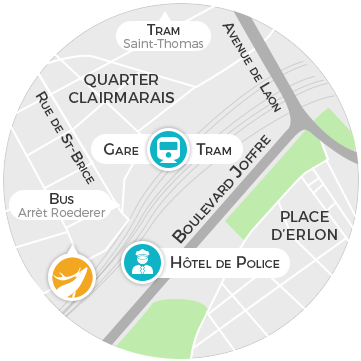 Tram
Saint-Thomas
Avenue de Laon
QUARTER
CLAIRMARAIS
Rue de St-Brice
Gare Tram
Boulevard Joffre
Bus
Arrèt Roederer
PLACE
D'ERLON
Hôtel de Police